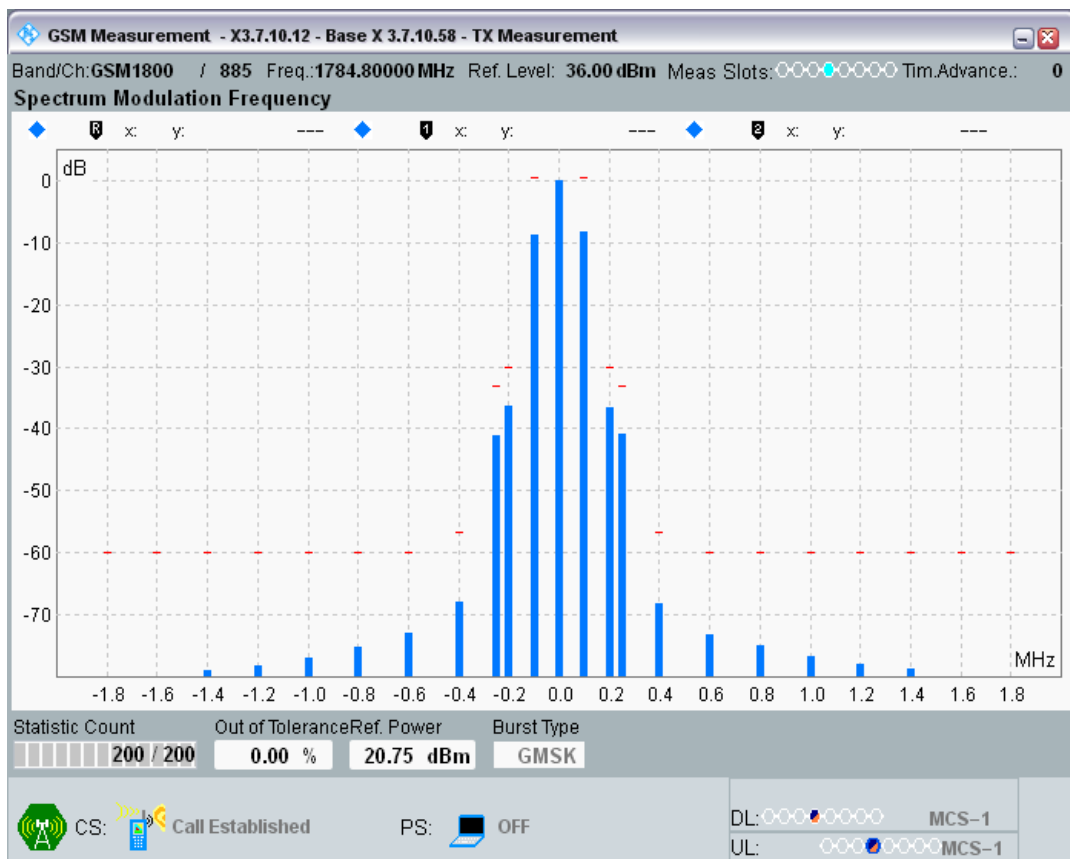 GSM Measurement - X3.7.10.12 - Base X 3.7.10.58 - TX Measurement
Band/Ch:GSM1800 / 885 Freq.:1784.80000 MHz Ref. Level: 36.00 dBm Meas Slots: Tim.Advance.: 0
Spectrum Modulation Frequency
R x: y: --- 1 x: y: --- 2 x: y: ---
dB
0
-10
-20
-30
-40
-50
-60
-70
MHz
-1.8 -1.6 -1.4 -1.2 -1.0 -0.8 -0.6 -0.4 -0.2 0.0 0.2 0.4 0.6 0.8 1.0 1.2 1.4 1.6 1.8
Statistic Count Out of Tolerance Ref. Power Burst Type
200 / 200 0.00 % 20.75 dBm GMSK
CS: Call Established PS: OFF DL: MCS-1
UL: MCS-1